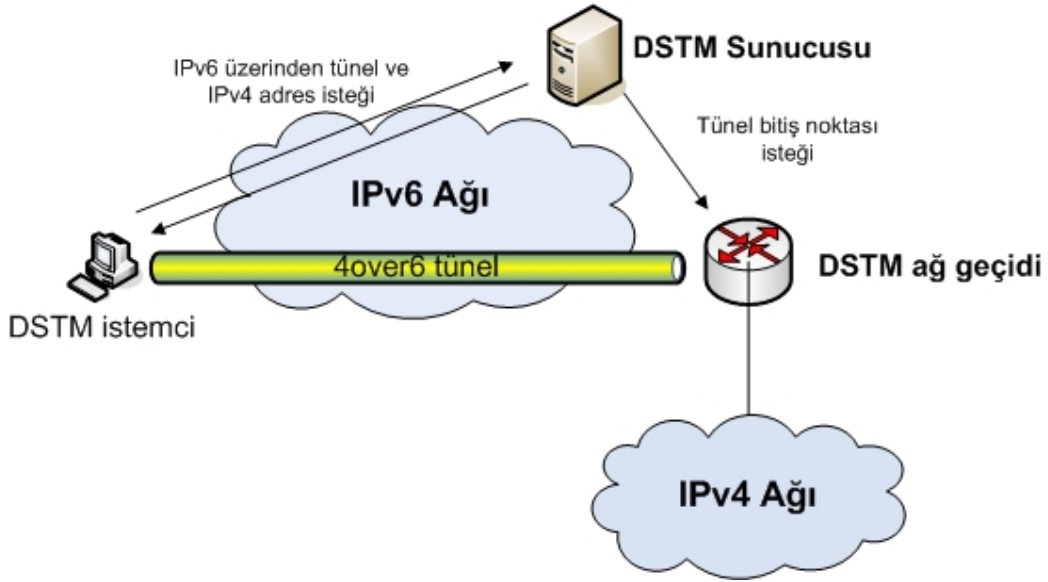 DSTM Sunucusu
IPv6 üzerinden tünel ve
IPv4 adres isteği
Tünel bitiş noktası
isteği
IPv6 Ağı
4over6 tünel
DSTM ağ geçidi
DSTM istemci
IPv4 Ağı